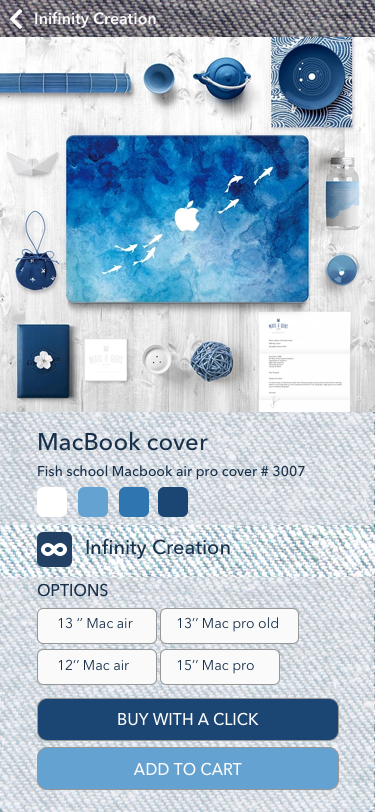 Inifinity Creation
MacBook cover
Fish school Macbook air pro cover # 3007
Infinity Creation
OPTIONS
13 ’’ Mac air
13’’ Mac pro old
12’’ Mac air
15’’ Mac pro
BUY WITH A CLICK
ADD TO CART